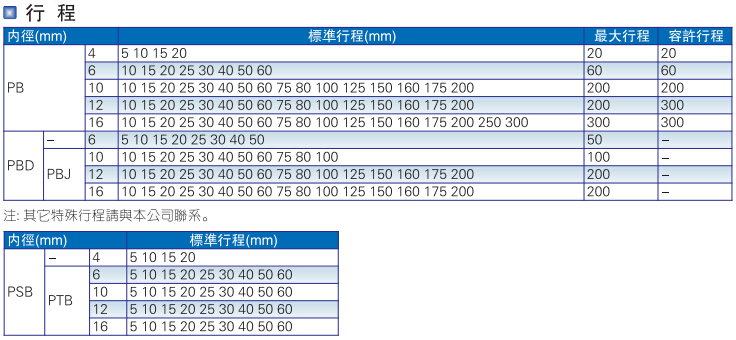 行 程
内徑(mm) 標準行程(mm) 最大行程 容許行程
PB 4 5 10 15 20 20 20
6 10 15 20 25 30 40 50 60 60 60
10 10 15 20 25 30 40 50 60 75 80 100 125 150 160 175 200 200 200
12 10 15 20 25 30 40 50 60 75 80 100 125 150 160 175 200 200 300
16 10 15 20 25 30 40 50 60 75 80 100 125 150 160 175 200 250 300 300 300
PBD – 6 5 10 15 20 25 30 40 50 50 –
PBJ 10 10 15 20 25 30 40 50 60 75 80 100 100 –
12 10 15 20 25 30 40 50 60 75 80 100 125 150 160 175 200 200 –
16 10 15 20 25 30 40 50 60 75 80 100 125 150 160 175 200 200 –
注: 其它特殊行程請與本公司聯系。
内徑(mm) 標準行程(mm)
PSB – 4 5 10 15 20
PTB 6 5 10 15 20 25 30 40 50 60
10 5 10 15 20 25 30 40 50 60
12 5 10 15 20 25 30 40 50 60
16 5 10 15 20 25 30 40 50 60